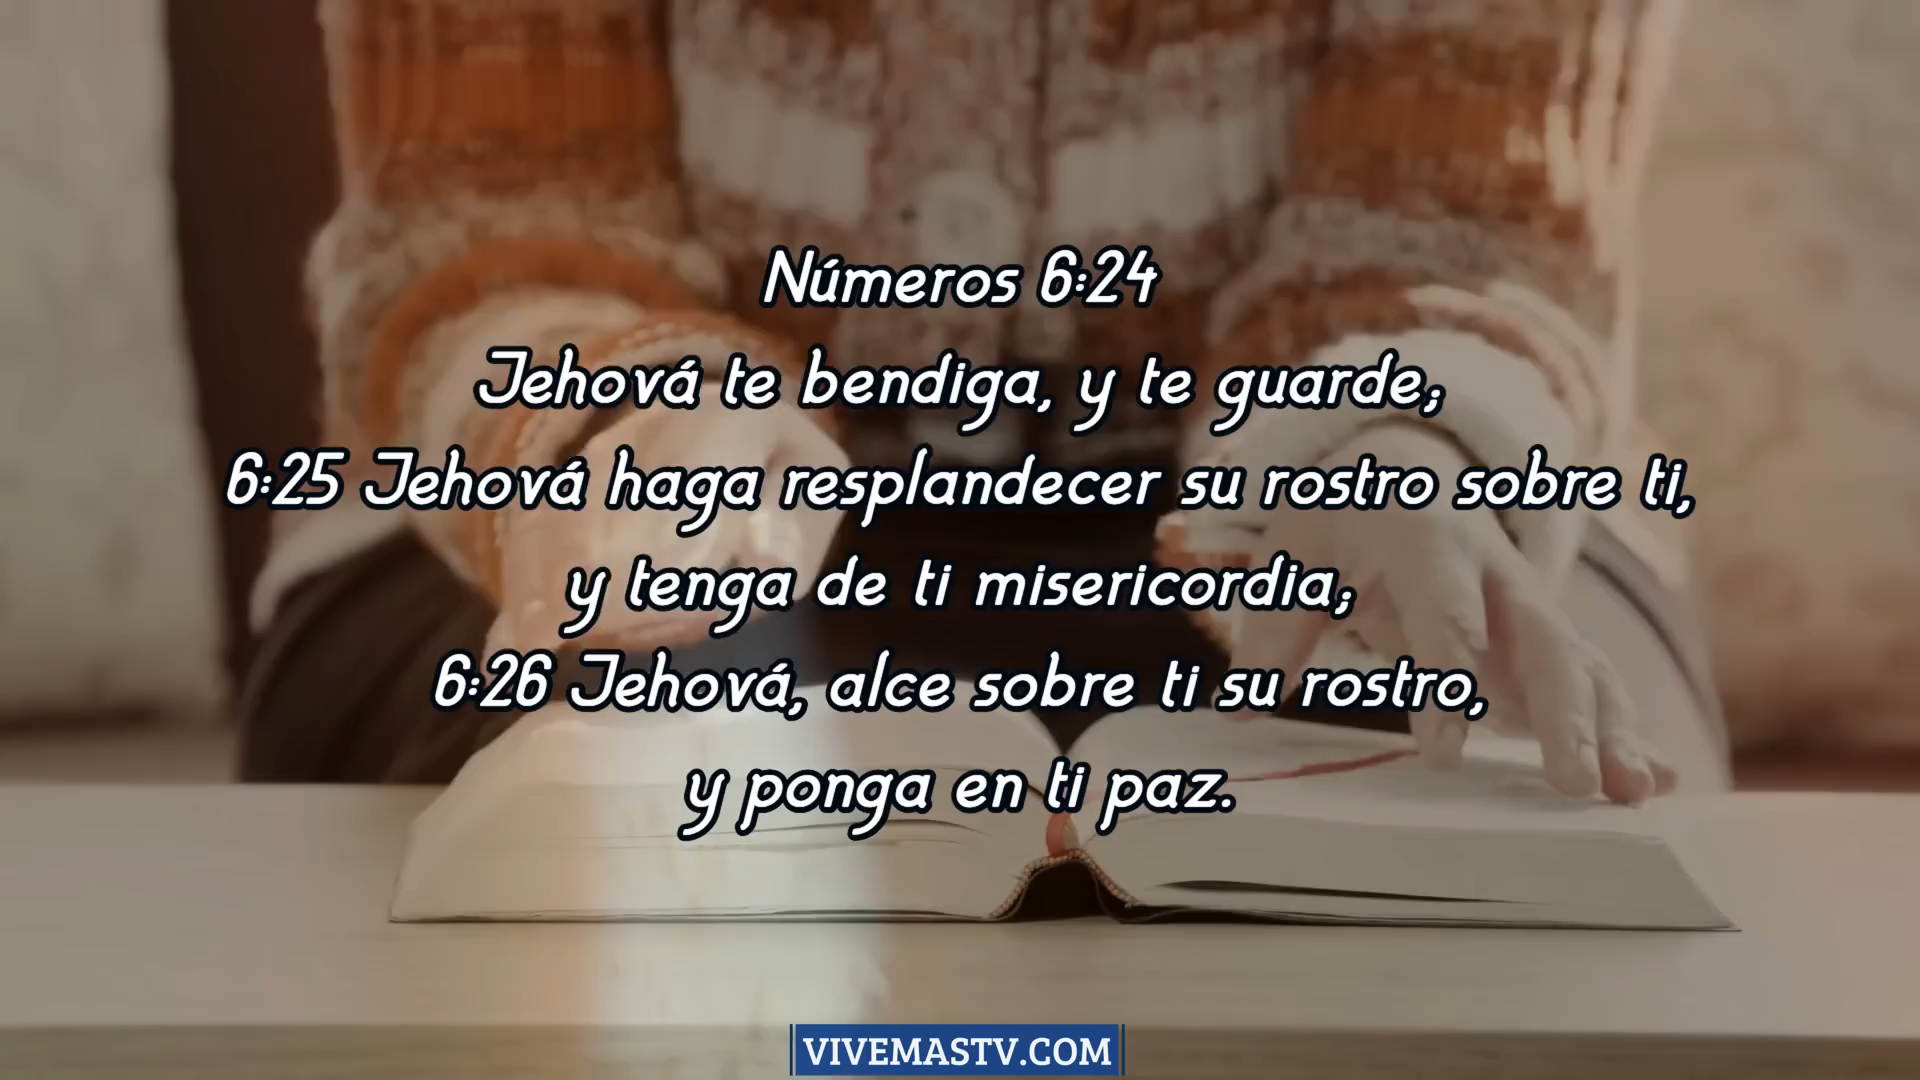 Números 6:24
Jehová te bendiga, y te guarde;
6:25 Jehová haga resplandecer su rostro sobre ti,
y tenga de ti misericordia;
6:26 Jehová, alce sobre ti su rostro,
y ponga en ti paz.
VIVEMASTV.COM